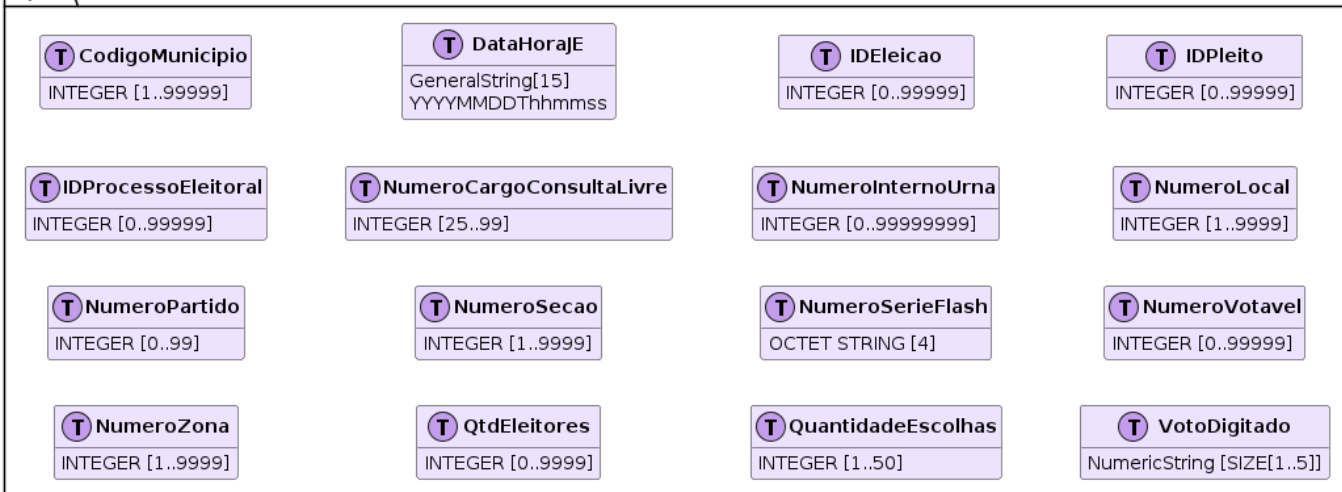 T CodigoMunicipio
INTEGER [1..99999]
T DataHoraJE
GeneralString[15]
YYYYMMDDThhmmss
T IDEleicao
INTEGER [0..99999]
T IDPleito
INTEGER [0..99999]
T IDProcessoEleitoral
INTEGER [0..99999]
T NumeroCargoConsultaLivre
INTEGER [25..99]
T NumeroInternoUrna
INTEGER [0..99999999]
T NumeroLocal
INTEGER [1..9999]
T NumeroPartido
INTEGER [0..99]
T NumeroSecao
INTEGER [1..9999]
T NumeroSerieFlash
OCTET STRING [4]
T NumeroVotavel
INTEGER [0..99999]
T NumeroZona
INTEGER [1..9999]
T QtdEleitores
INTEGER [0..9999]
T QuantidadeEscolhas
INTEGER [1..50]
T VotoDigitado
NumericString [SIZE[1..5]]